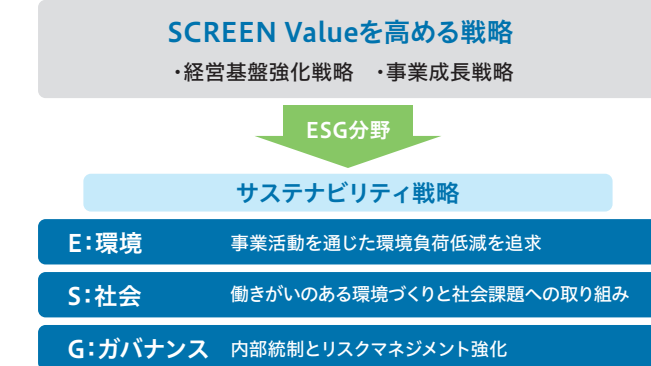 SCREEN Valueを高める戦略
・経営基盤強化戦略　・事業成長戦略
ESG分野
サステナビリティ戦略
E：環境　事業活動を通じた環境負荷低減を追求
S：社会　働きがいのある環境づくりと社会課題への取り組み
G：ガバナンス　内部統制とリスクマネジメント強化